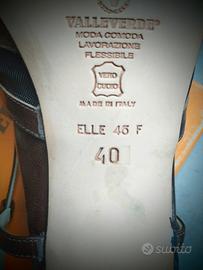 VALLEVERDE®
MODA COMODA
LAVORAZIONE
FLESSIBILE
VERO
CUOIO
MADE IN ITALY
ELLE 45 F
40
subito